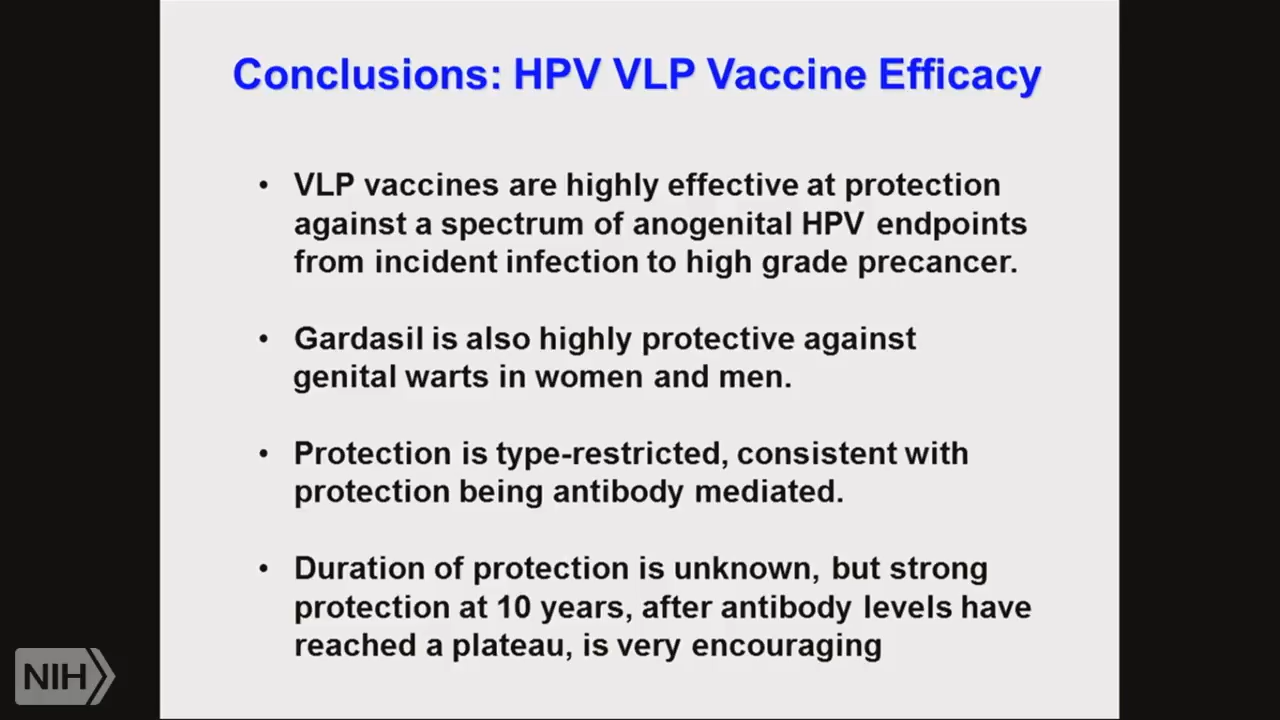 Conclusions: HPV VLP Vaccine Efficacy
• VLP vaccines are highly effective at protection
against a spectrum of anogenital HPV endpoints
from incident infection to high grade precancer.
• Gardasil is also highly protective against
genital warts in women and men.
• Protection is type-restricted, consistent with
protection being antibody mediated.
• Duration of protection is unknown, but strong
protection at 10 years, after antibody levels have
reached a plateau, is very encouraging
NIH